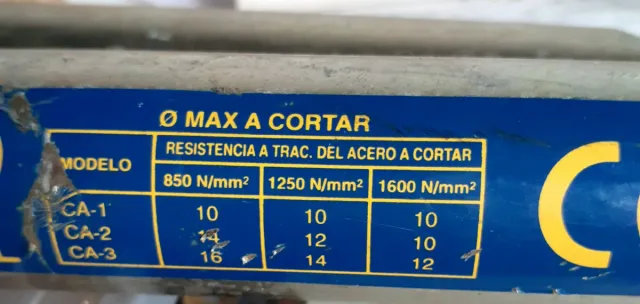 Ø MAX A CORTAR
RESISTENCIA A TRAC. DEL ACERO A CORTAR
MODELO 850 N/mm² 1250 N/mm² 1600 N/mm²
CA-1 10 10 10
CA-2 14 12 10
CA-3 16 14 12
C